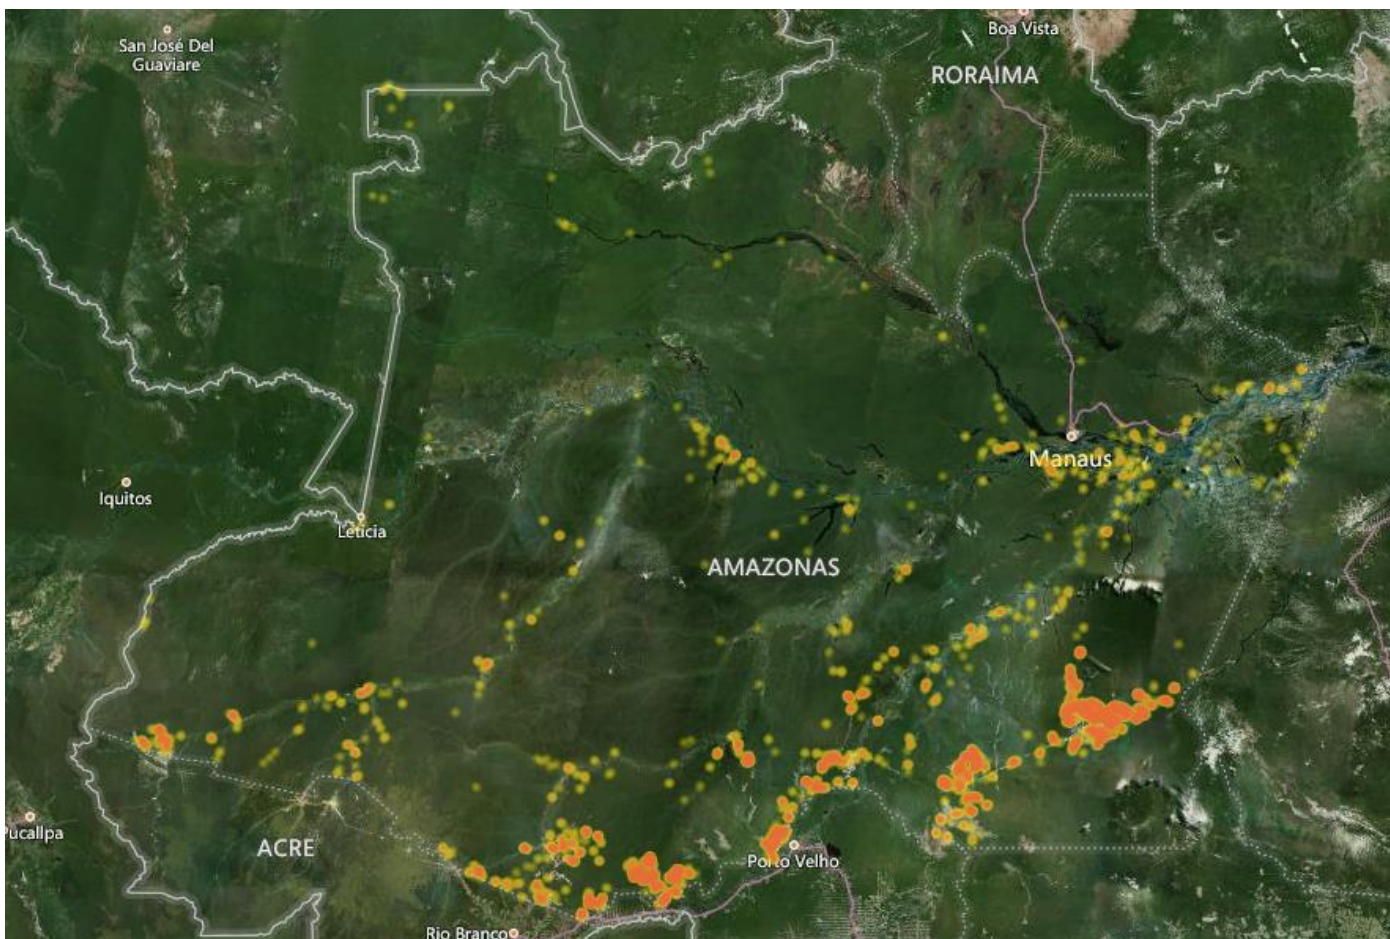 Boa Vista
San José Del
Guaviare
RORAIMA
Manaus
Iquitos
Leticia
AMAZONAS
Pucallpa
ACRE
Porto Velho
Rio Branco